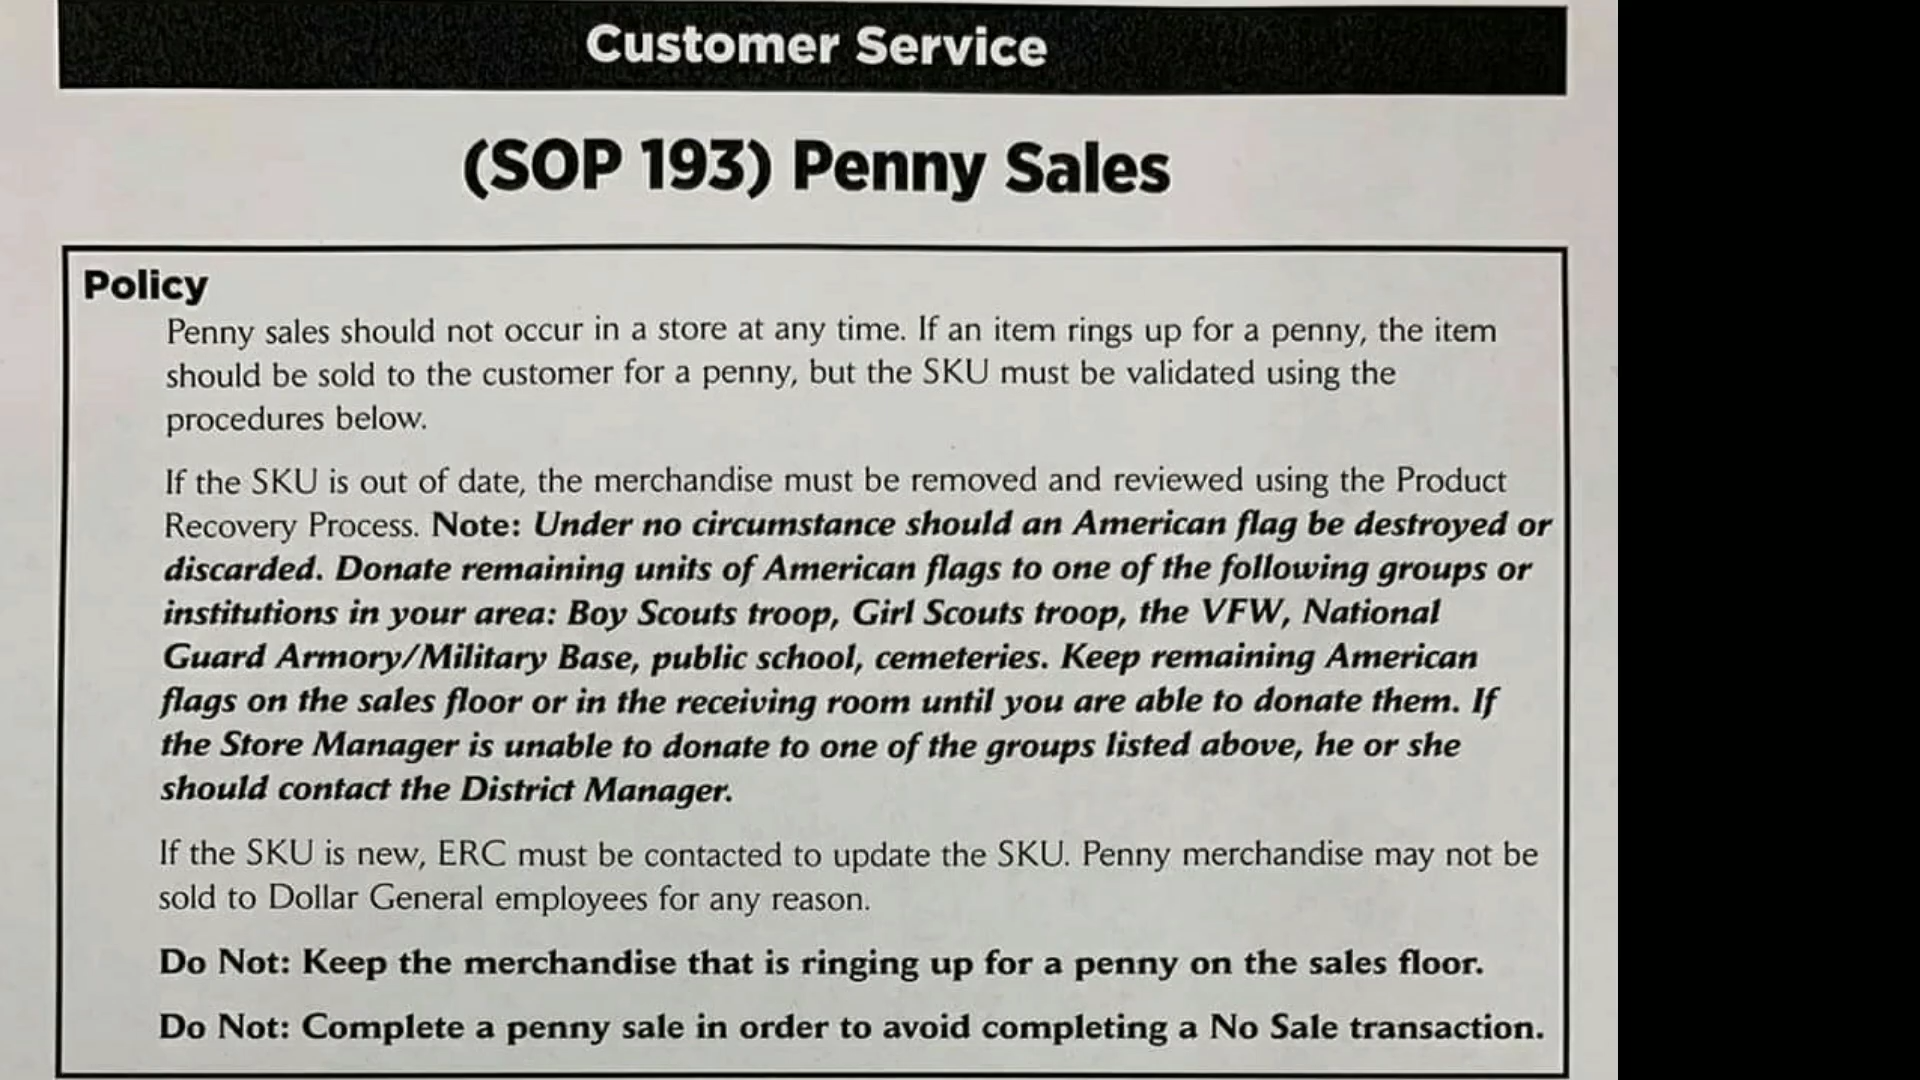 Customer Service
(SOP 193) Penny Sales
Policy
Penny sales should not occur in a store at any time. If an item rings up for a penny, the item
should be sold to the customer for a penny, but the SKU must be validated using the
procedures below.
If the SKU is out of date, the merchandise must be removed and reviewed using the Product
Recovery Process. Note: Under no circumstance should an American flag be destroyed or
discarded. Donate remaining units of American flags to one of the following groups or
institutions in your area: Boy Scouts troop, Girl Scouts troop, the VFW, National
Guard Armory/Military Base, public school, cemeteries. Keep remaining American
flags on the sales floor or in the receiving room until you are able to donate them. If
the Store Manager is unable to donate to one of the groups listed above, he or she
should contact the District Manager.
If the SKU is new, ERC must be contacted to update the SKU. Penny merchandise may not be
sold to Dollar General employees for any reason.
Do Not: Keep the merchandise that is ringing up for a penny on the sales floor.
Do Not: Complete a penny sale in order to avoid completing a No Sale transaction.